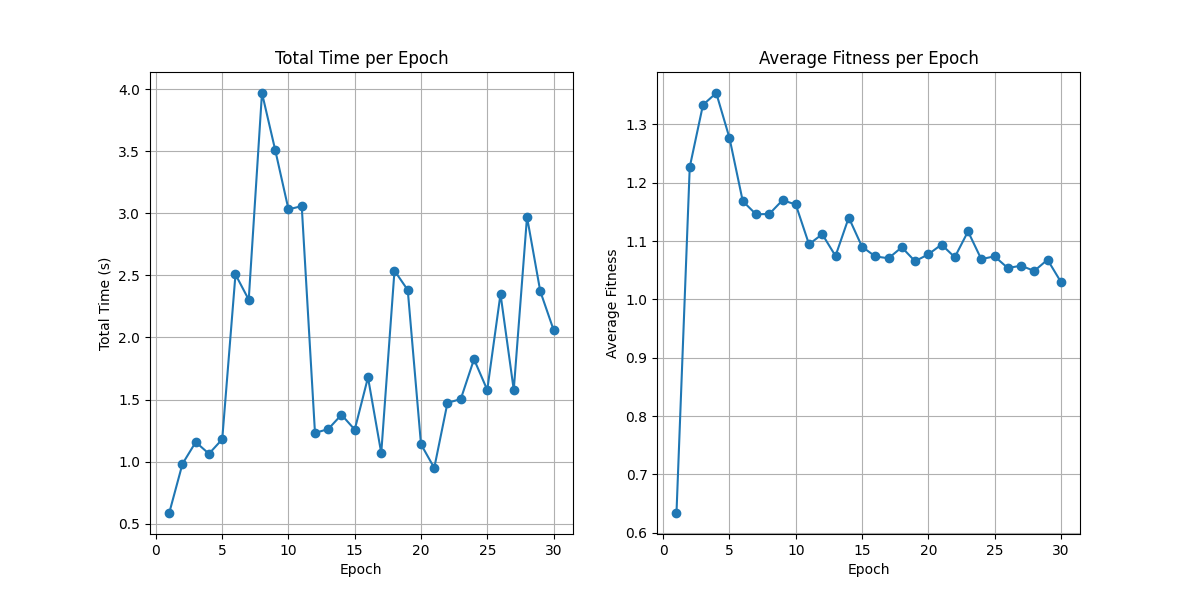 Total Time per Epoch
Total Time (s)
4.0
3.5
3.0
2.5
2.0
1.5
1.0
0.5
0 5 10 15 20 25 30
Epoch
Average Fitness per Epoch
Average Fitness
1.3
1.2
1.1
1.0
0.9
0.8
0.7
0.6
0 5 10 15 20 25 30
Epoch